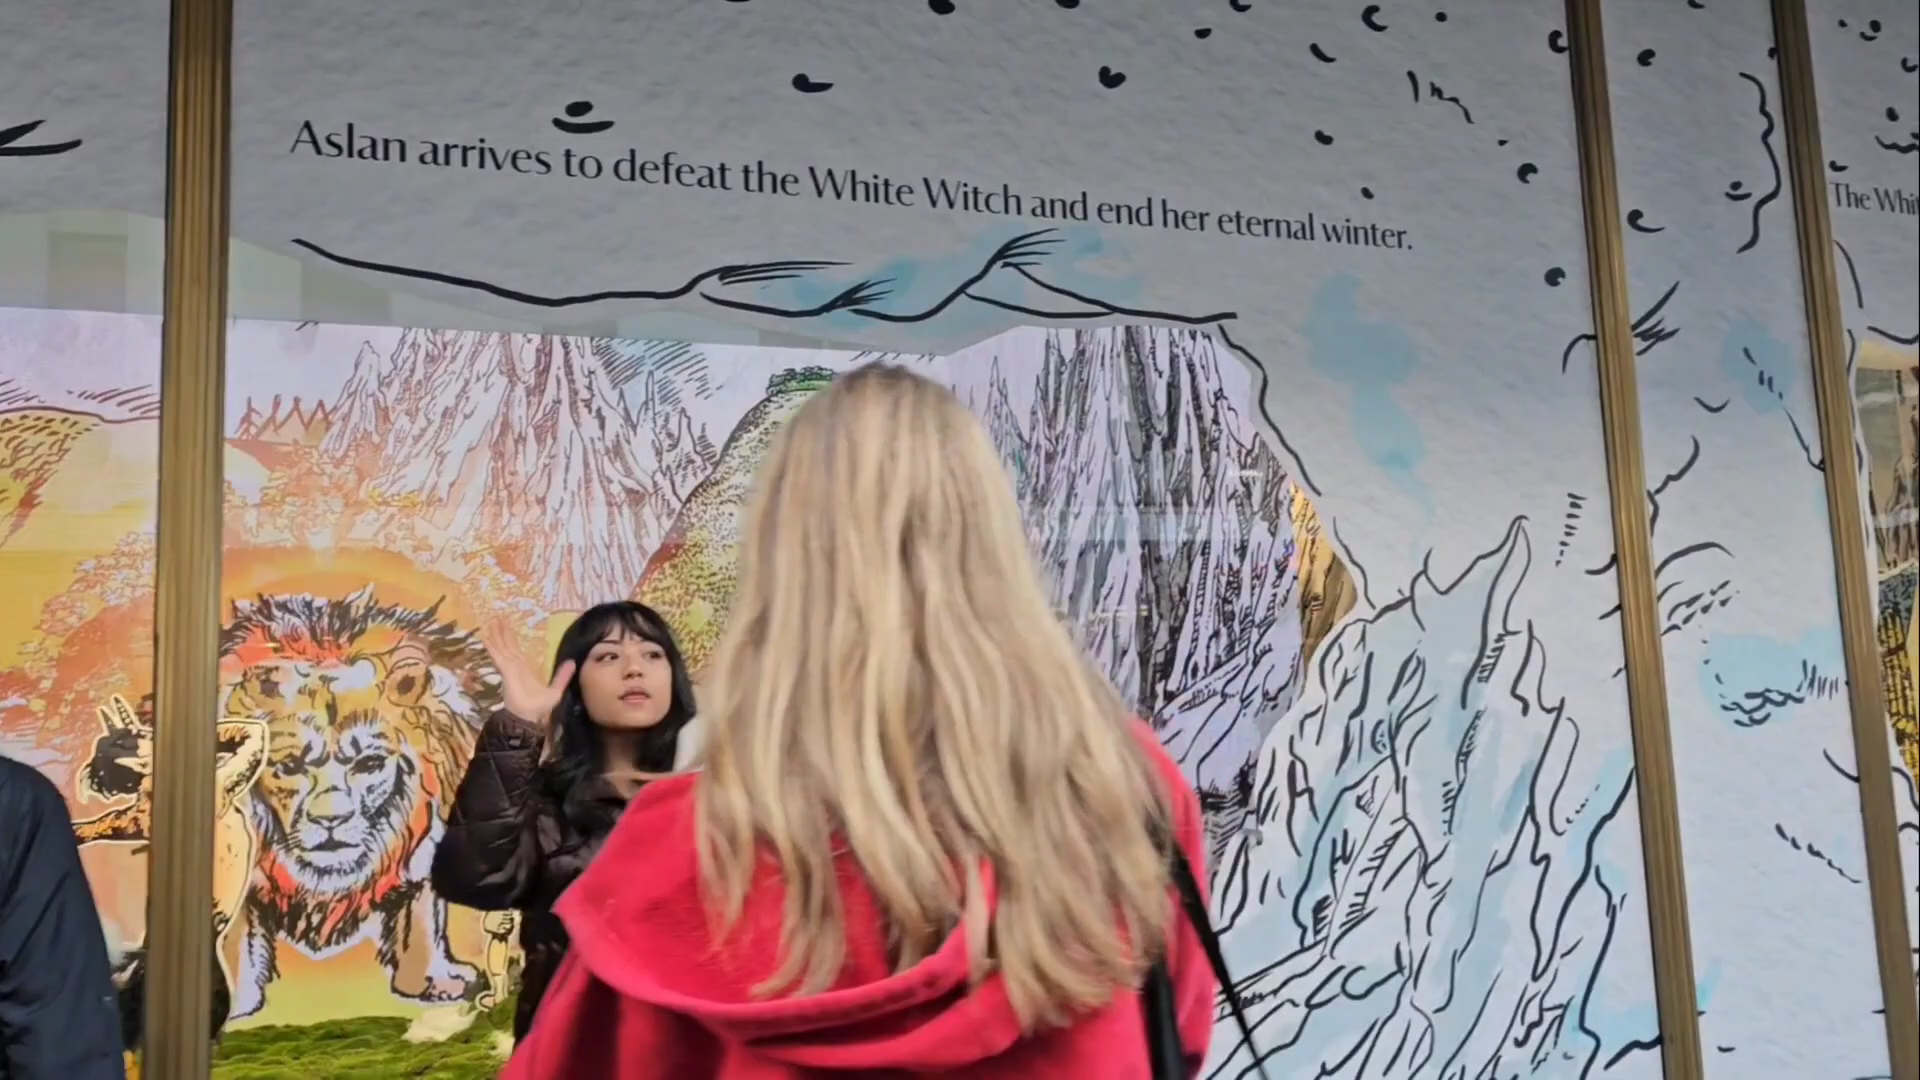 Aslan arrives to defeat the White Witch and end her eternal winter.
The Whit